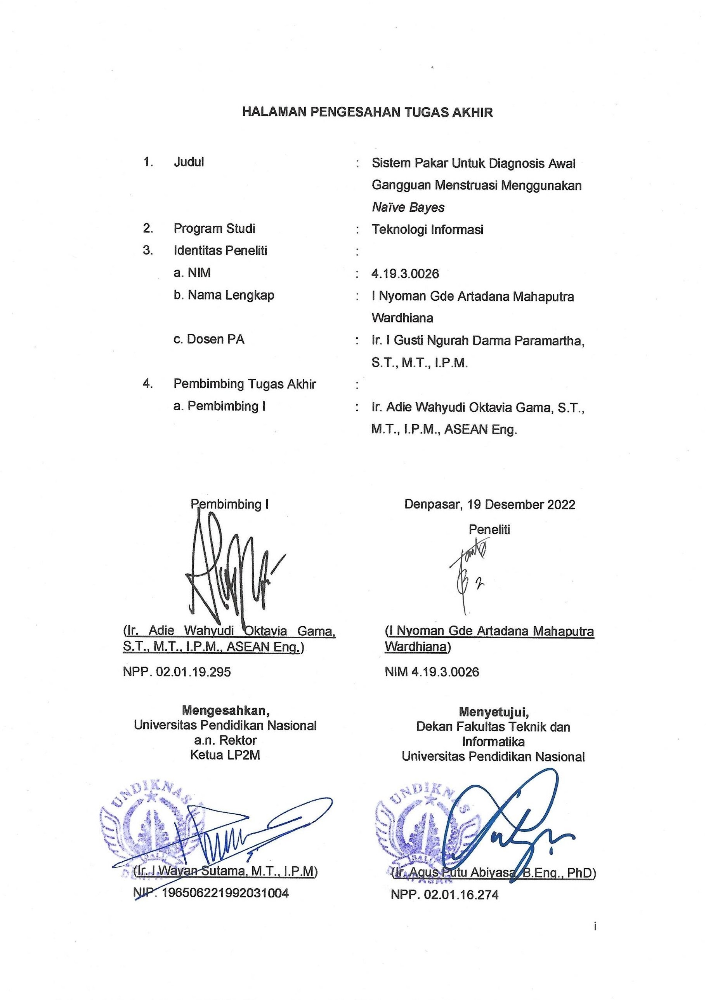 HALAMAN PENGESAHAN TUGAS AKHIR
1. Judul : Sistem Pakar Untuk Diagnosis Awal
Gangguan Menstruasi Menggunakan
Naïve Bayes
2. Program Studi : Teknologi Informasi
3. Identitas Peneliti :
a. NIM : 4.19.3.0026
b. Nama Lengkap : I Nyoman Gde Artadana Mahaputra
Wardhiana
c. Dosen PA : Ir. I Gusti Ngurah Darma Paramartha,
S.T., M.T., I.P.M.
4. Pembimbing Tugas Akhir :
a. Pembimbing I : Ir. Adie Wahyudi Oktavia Gama, S.T.,
M.T., I.P.M., ASEAN Eng.
Pembimbing I
(Ir. Adie Wahyudi Oktavia Gama,
S.T., M.T., I.P.M., ASEAN Eng.)
NPP. 02.01.19.295
Denpasar, 19 Desember 2022
Peneliti
(I Nyoman Gde Artadana Mahaputra
Wardhiana)
NIM 4.19.3.0026
Mengesahkan,
Universitas Pendidikan Nasional
a.n. Rektor
Ketua LP2M
UNDIKNAS
BALI
(Ir. I Wayan Sutama, M.T., I.P.M)
NIP. 196506221992031004
Menyetujui,
Dekan Fakultas Teknik dan
Informatika
Universitas Pendidikan Nasional
UNDIKNAS
BALI
DENPASAR
(Ir. Agus Putu Abiyasa, B.Eng., PhD)
NPP. 02.01.16.274
i